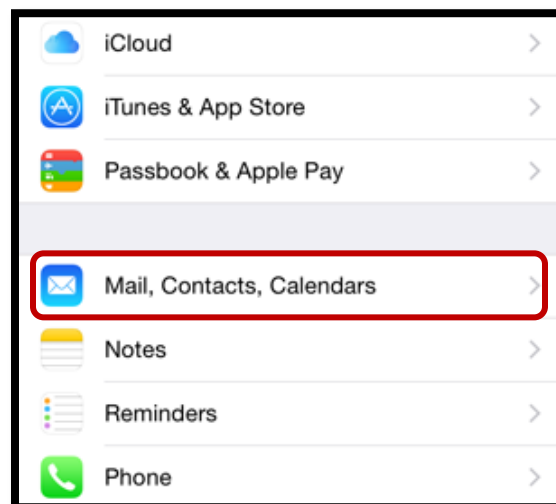 iCloud
iTunes & App Store
Passbook & Apple Pay
Mail, Contacts, Calendars
Notes
Reminders
Phone